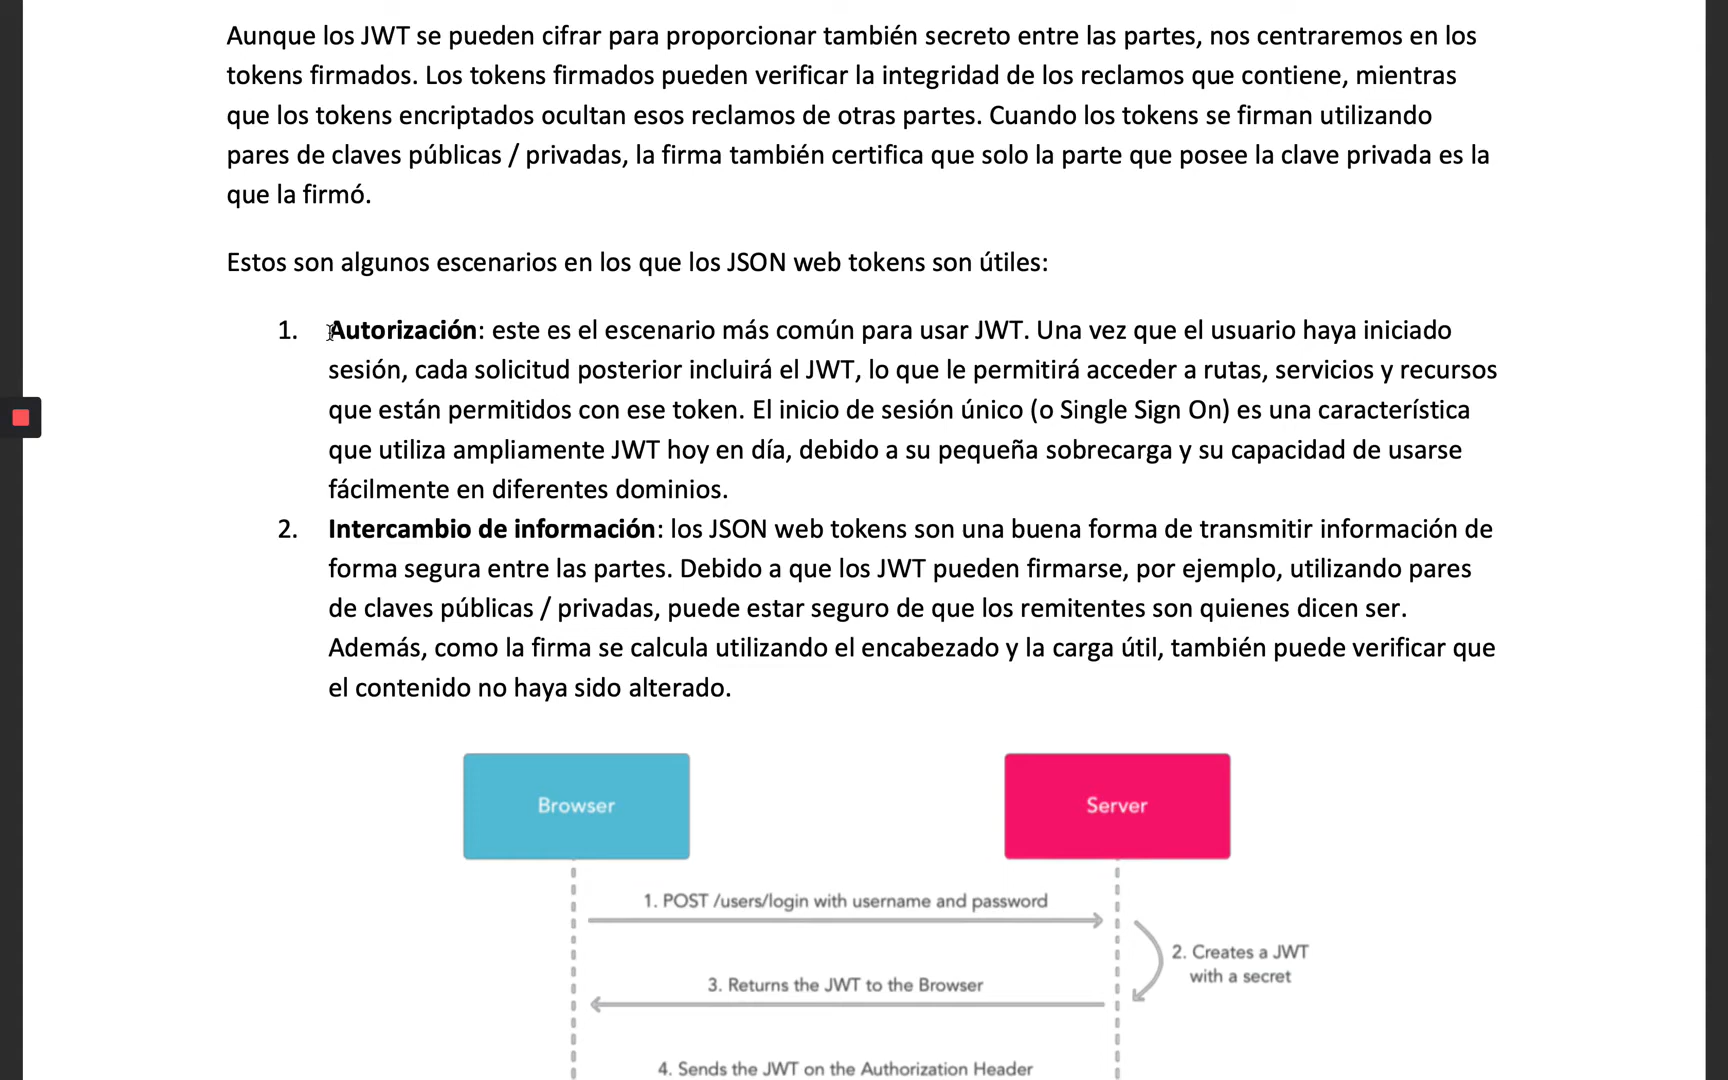 Aunque los JWT se pueden cifrar para proporcionar también secreto entre las partes, nos centraremos en los
tokens firmados. Los tokens firmados pueden verificar la integridad de los reclamos que contiene, mientras
que los tokens encriptados ocultan esos reclamos de otras partes. Cuando los tokens se firman utilizando
pares de claves públicas / privadas, la firma también certifica que solo la parte que posee la clave privada es la
que la firmó.
Estos son algunos escenarios en los que los JSON web tokens son útiles:
1. Autorización: este es el escenario más común para usar JWT. Una vez que el usuario haya iniciado
sesión, cada solicitud posterior incluirá el JWT, lo que le permitirá acceder a rutas, servicios y recursos
que están permitidos con ese token. El inicio de sesión único (o Single Sign On) es una característica
que utiliza ampliamente JWT hoy en día, debido a su pequeña sobrecarga y su capacidad de usarse
fácilmente en diferentes dominios.
2. Intercambio de información: los JSON web tokens son una buena forma de transmitir información de
forma segura entre las partes. Debido a que los JWT pueden firmarse, por ejemplo, utilizando pares
de claves públicas / privadas, puede estar seguro de que los remitentes son quienes dicen ser.
Además, como la firma se calcula utilizando el encabezado y la carga útil, también puede verificar que
el contenido no haya sido alterado.
Browser
Server
1. POST /users/login with username and password
2. Creates a JWT
with a secret
3. Returns the JWT to the Browser
4. Sends the JWT on the Authorization Header